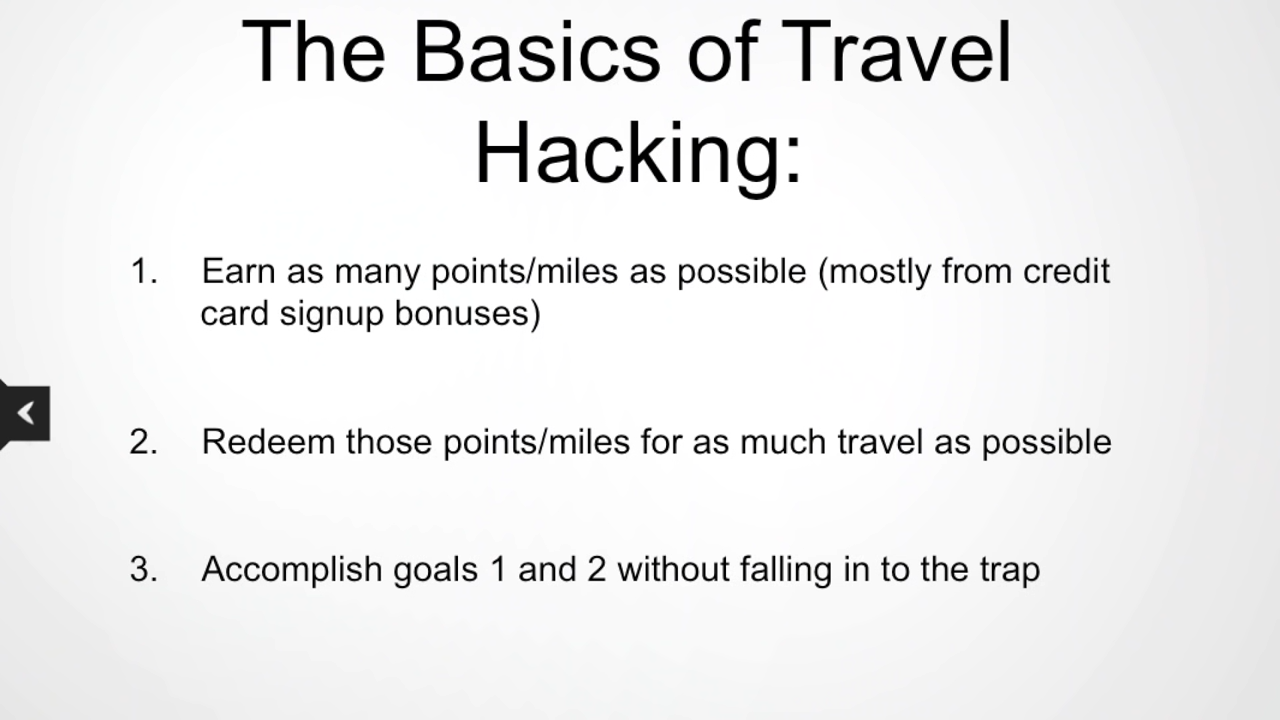 The Basics of Travel
Hacking:
1. Earn as many points/miles as possible (mostly from credit
card signup bonuses)
2. Redeem those points/miles for as much travel as possible
3. Accomplish goals 1 and 2 without falling in to the trap